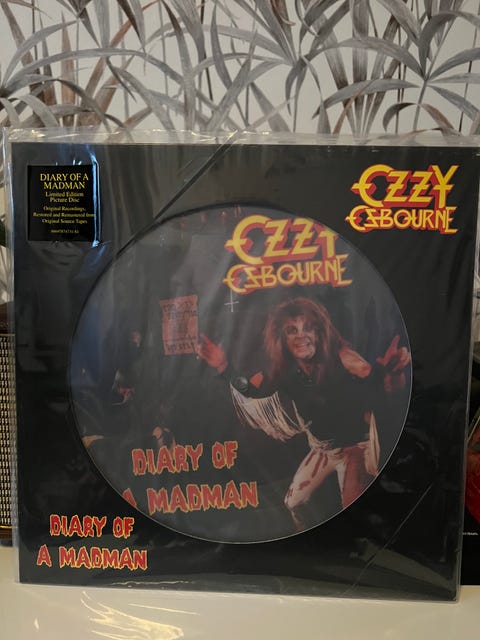 DIARY OF A
MADMAN
Limited Edition
Picture Disc
Original Recordings,
Restored and Remastered from
Original Source Tapes
OZZY
OSBOURNE
OZZY
OSBOURNE
DIARY OF
A MADMAN
DIARY OF
A MADMAN